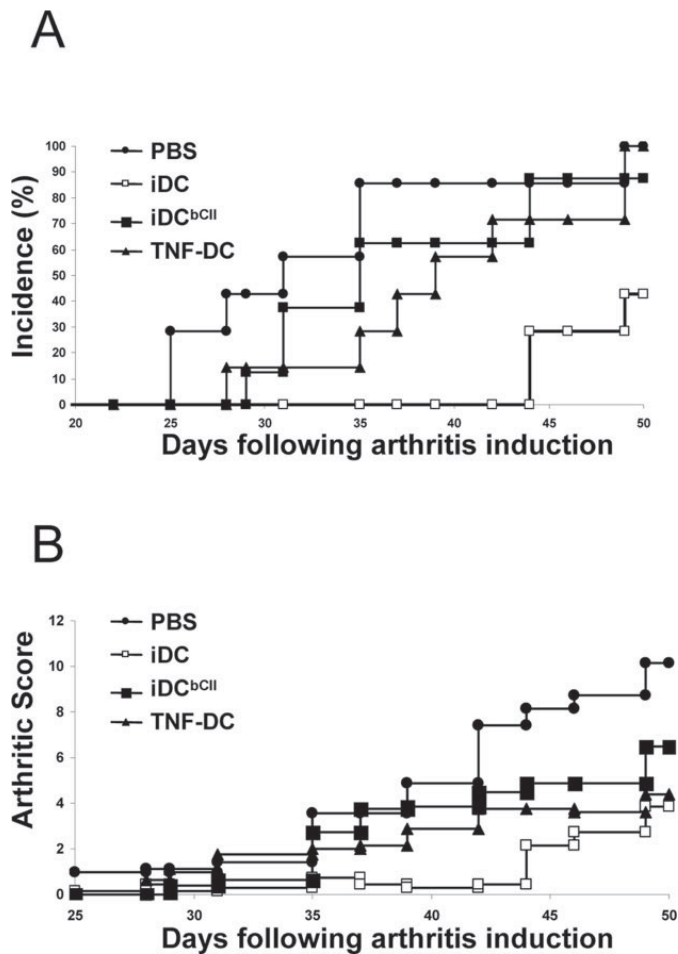 A
Incidence (%)
100
90
80
70
60
50
40
30
20
10
0
PBS
iDC
iDCbCII
TNF-DC
20 25 30 35 40 45 50
Days following arthritis induction
B
Arthritic Score
12
10
8
6
4
2
0
PBS
iDC
iDCbCII
TNF-DC
25 30 35 40 45 50
Days following arthritis induction